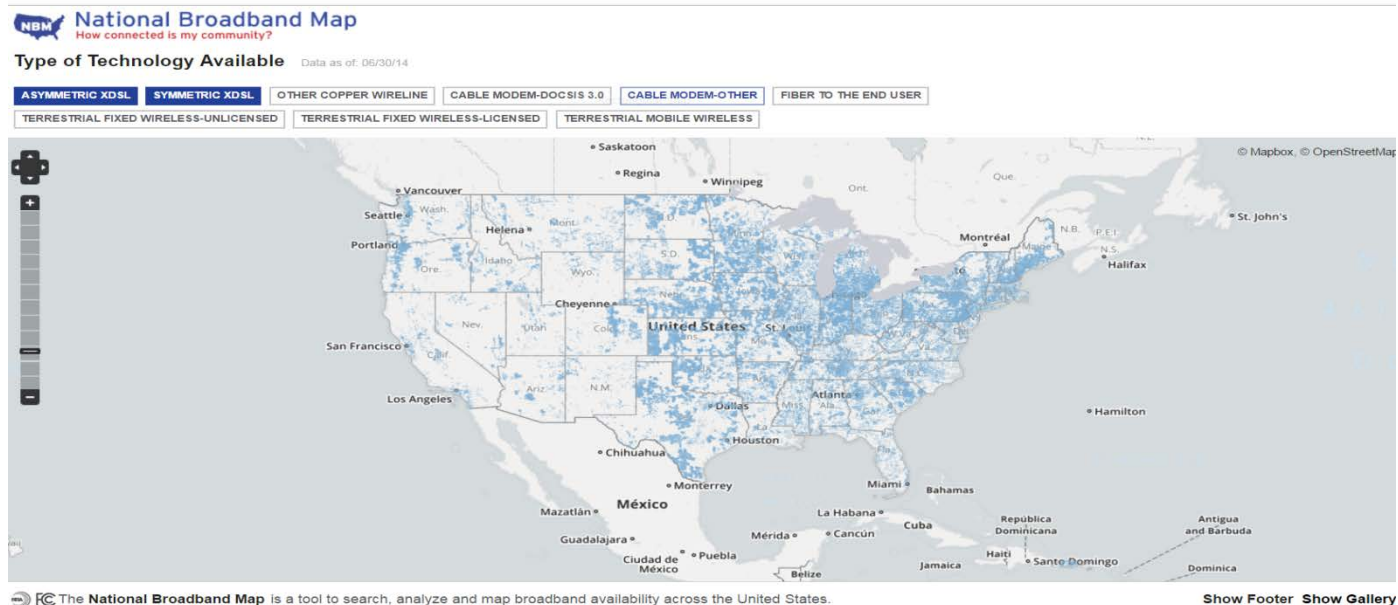 NBM National Broadband Map
How connected is my community?
Type of Technology Available Data as of: 06/30/14
ASYMMETRIC XDSL SYMMETRIC XDSL OTHER COPPER WIRELINE CABLE MODEM-DOCSIS 3.0 CABLE MODEM-OTHER FIBER TO THE END USER
TERRESTRIAL FIXED WIRELESS-UNLICENSED TERRESTRIAL FIXED WIRELESS-LICENSED TERRESTRIAL MOBILE WIRELESS
© Mapbox, © OpenStreetMap
Saskatoon
Regina
Winnipeg
Ont.
Que.
Vancouver
Seattle
Wash.
Helena
Mont.
St. John's
N.B.
P.E.I.
Montréal
Maine
N.S.
Halifax
Portland
Ore.
Idaho
Wyo.
S.D.
Wis.
Cheyenne
Neb.
Chicago
Nev.
Utah
Colo.
United States
St. Louis
San Francisco
Calif.
Los Angeles
Ariz.
N.M.
Atlanta
Dallas
Miss.
Ala.
La.
Hamilton
Houston
Chihuahua
Monterrey
Miami
Bahamas
México
Mazatlán
La Habana
Cuba
República
Dominicana
Antigua
and Barbuda
Guadalajara
Mérida
Cancún
Ciudad de
México
Puebla
Haiti
Santo Domingo
Belize
Jamaica
Dominica
FC The National Broadband Map is a tool to search, analyze and map broadband availability across the United States.
Show Footer Show Gallery